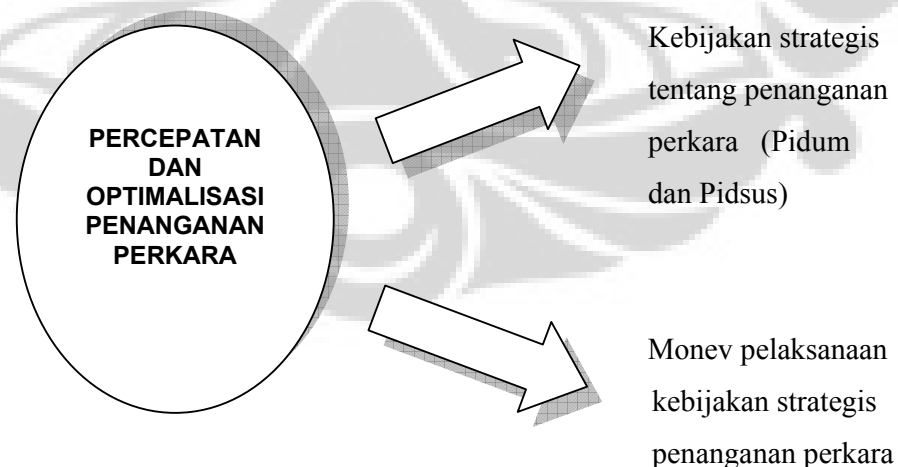 PERCEPATAN
DAN
OPTIMALISASI
PENANGANAN
PERKARA
Kebijakan strategis
tentang penanganan
perkara (Pidum
dan Pidsus)
Monev pelaksanaan
kebijakan strategis
penanganan perkara